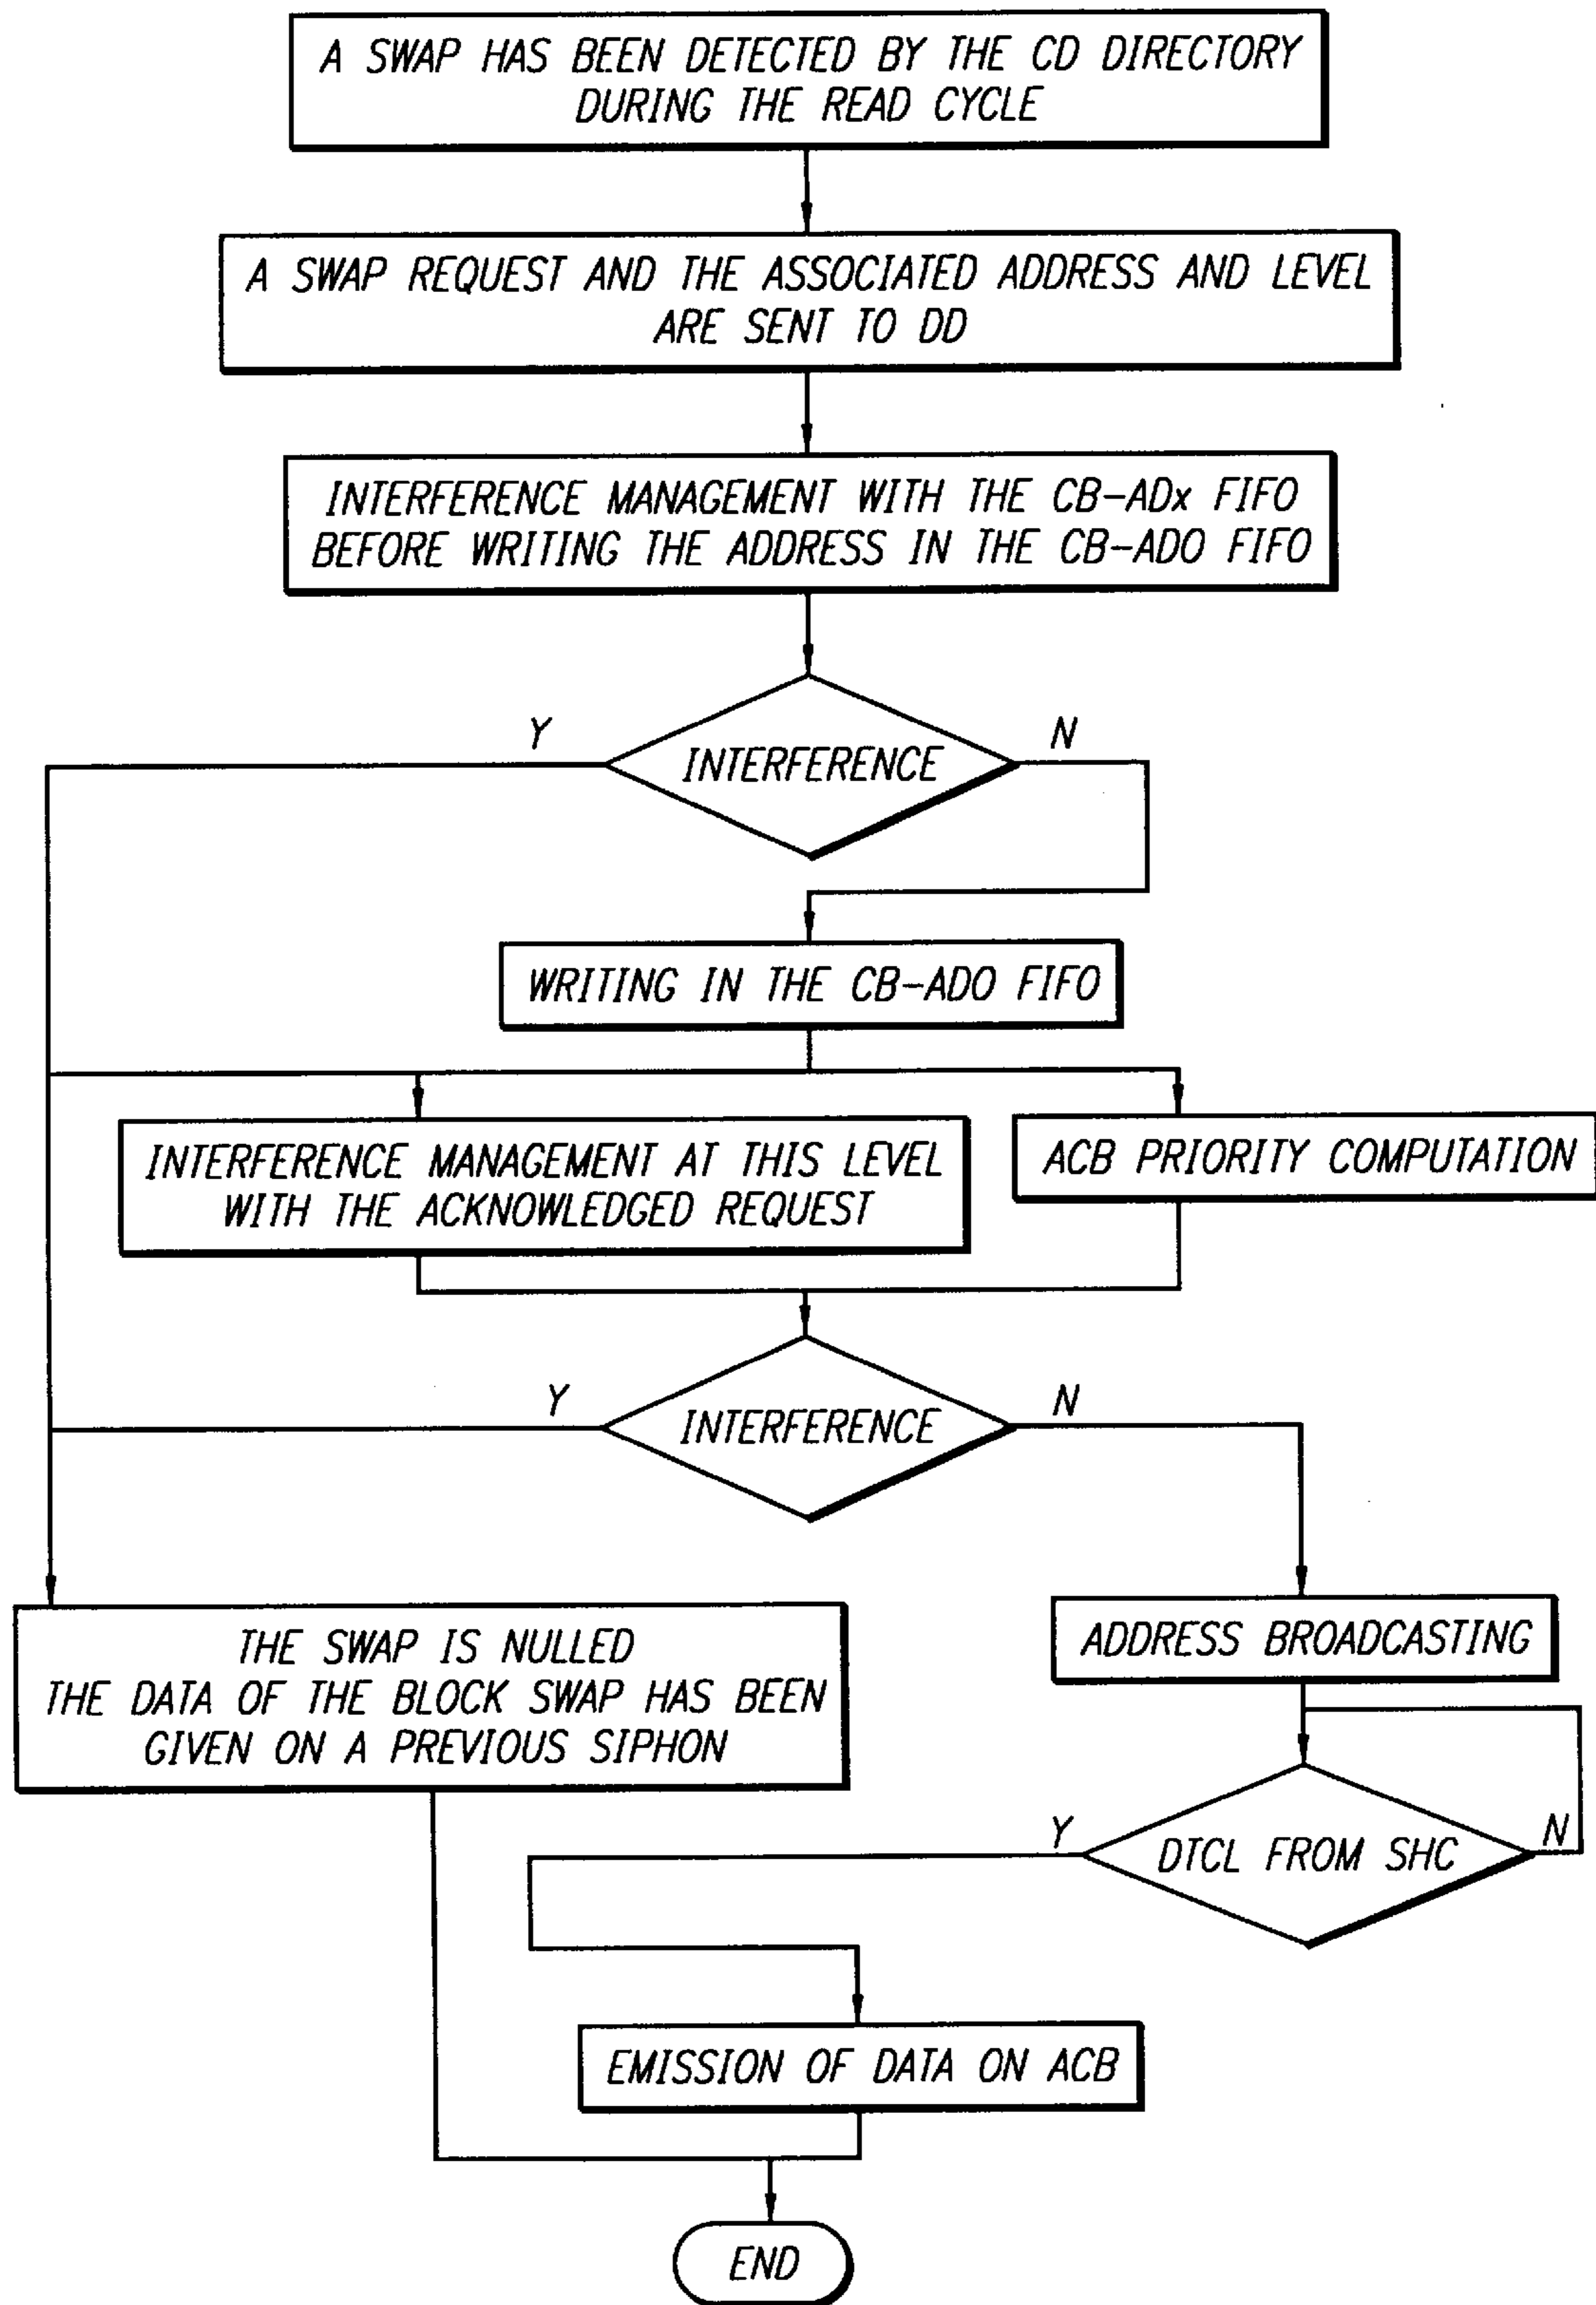 A SWAP HAS BEEN DETECTED BY THE CD DIRECTORY
DURING THE READ CYCLE
A SWAP REQUEST AND THE ASSOCIATED ADDRESS AND LEVEL
ARE SENT TO DD
INTERFERENCE MANAGEMENT WITH THE CB-ADx FIFO
BEFORE WRITING THE ADDRESS IN THE CB-ADO FIFO
Y
N
INTERFERENCE
WRITING IN THE CB-ADO FIFO
INTERFERENCE MANAGEMENT AT THIS LEVEL
WITH THE ACKNOWLEDGED REQUEST
ACB PRIORITY COMPUTATION
Y
N
INTERFERENCE
THE SWAP IS NULLED
THE DATA OF THE BLOCK SWAP HAS BEEN
GIVEN ON A PREVIOUS SIPHON
ADDRESS BROADCASTING
Y
N
DTCL FROM SHC
EMISSION OF DATA ON ACB
END